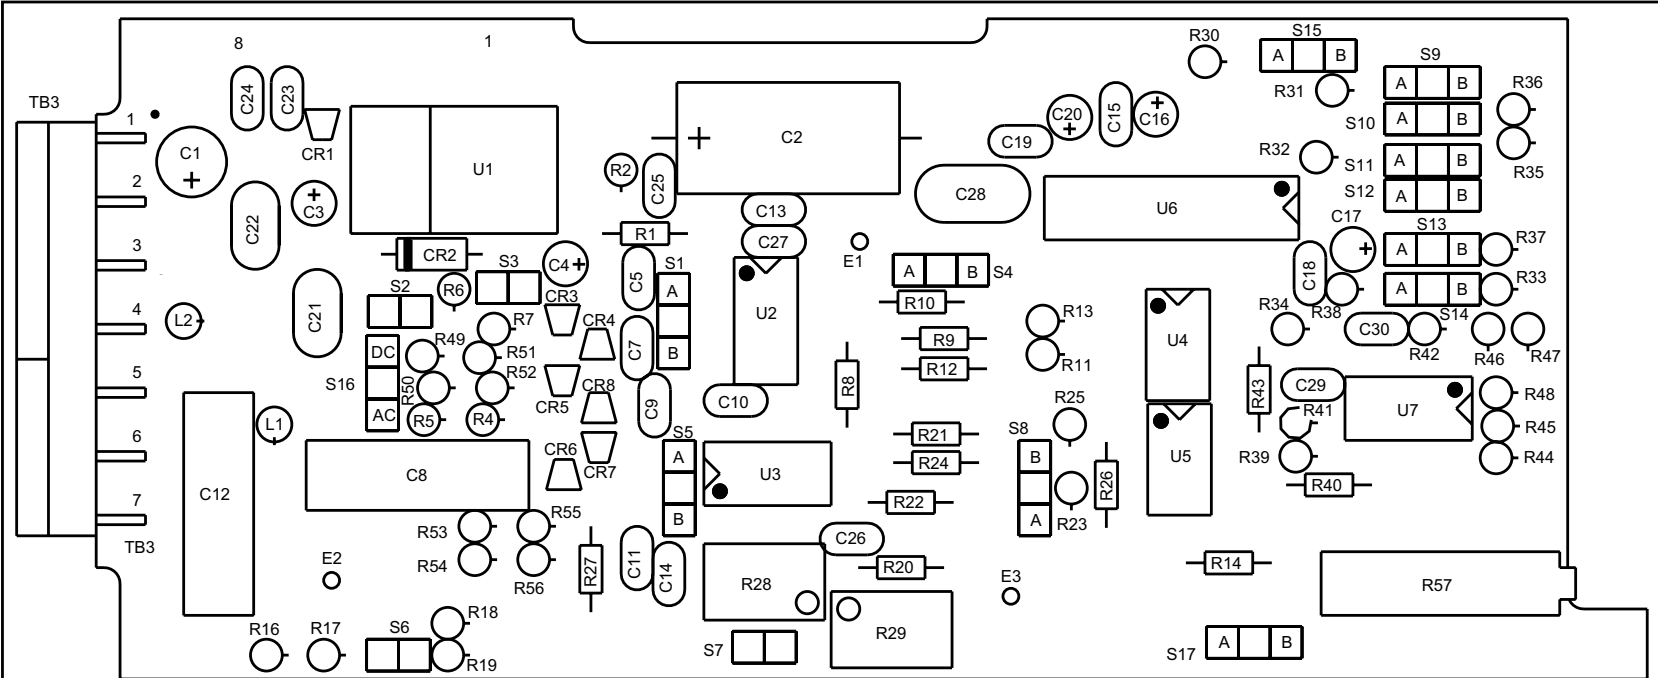 8
1
R30
S15
A B
S9
A B
R36
R31
TB3
1
C24
C23
CR1
C1
+
C2
+
C20
+
C15
C16
+
C19
S10
A B
R32
S11
A B
R35
S12
A B
2
C22
+
C3
U1
R2
C25
C28
U6
C13
C17
+
3
R1
C27
E1
S13
A B
R37
CR2
S3
C4
+
C5
S1
A
B
A B
S4
C18
A B
R33
S2
R6
CR3
R10
R34
R38
S14
4
L2
C21
R7
CR4
U2
R13
U4
C30
R42
R46
R47
DC
AC
S16
R49
R51
C7
R9
R11
R12
5
R50
R52
CR5
CR8
R8
R43
C29
U7
R48
R5
R4
C9
C10
R25
R41
R45
L1
6
CR6
CR7
S5
A
B
R21
S8
B
A
U5
R39
R44
C12
C8
U3
R24
R26
R40
7
R22
R23
R53
R55
C26
TB3
R54
R56
R27
C11
C14
R28
R20
R14
E2
E3
R57
R16
R17
S6
R18
R19
S7
R29
S17
A B